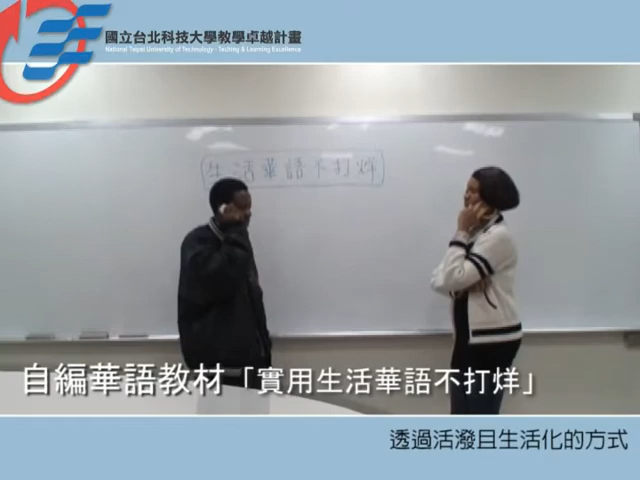 國立台北科技大學教學卓越計畫
National Taipei University of Technology - Teching & Learning Excellence
生活華語不打烊
自編華語教材「實用生活華語不打烊」
透過活潑且生活化的方式